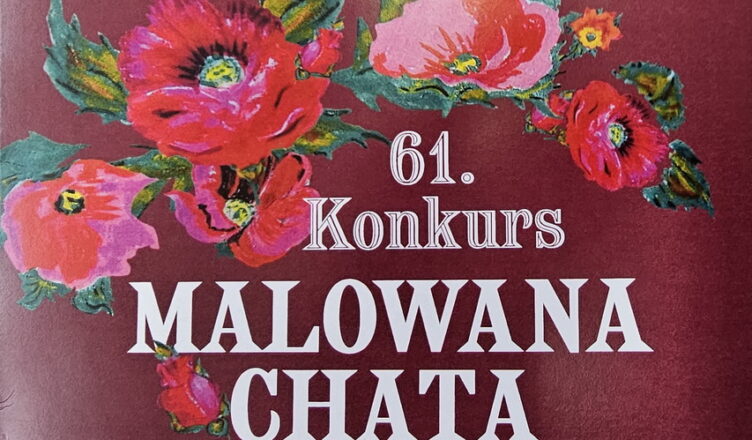 61.
Konkurs
MALOWANA
CHATA